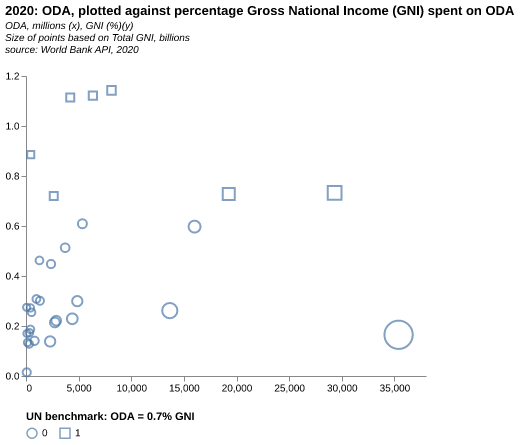 2020: ODA, plotted against percentage Gross National Income (GNI) spent on ODA
ODA, millions (x), GNI (%)(y)
Size of points based on Total GNI, billions
source: World Bank API, 2020
1.2
1.0
0.8
0.6
0.4
0.2
0.0
0 5,000 10,000 15,000 20,000 25,000 30,000 35,000
UN benchmark: ODA = 0.7% GNI
0 1